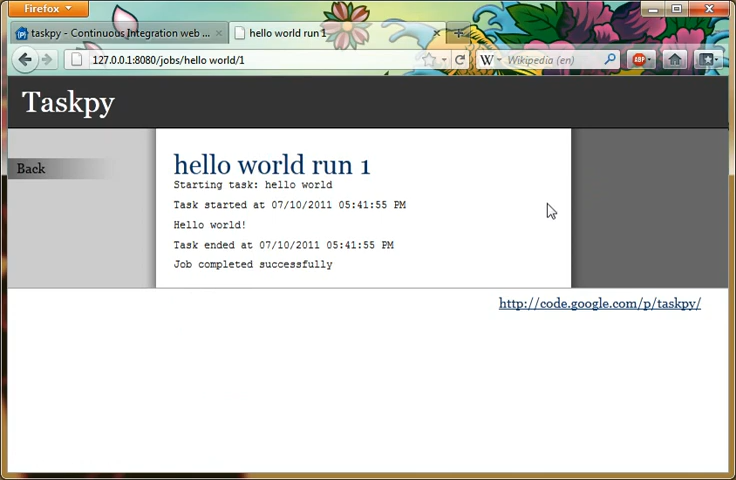 Firefox
taskpy - Continuous Integration web ...
hello world run 1
127.0.0.1:8080/jobs/hello world/1
W
Wikipedia (en)
ABP
Taskpy
Back
hello world run 1
Starting task: hello world
Task started at 07/10/2011 05:41:55 PM
Hello world!
Task ended at 07/10/2011 05:41:55 PM
Job completed successfully
http://code.google.com/p/taskpy/